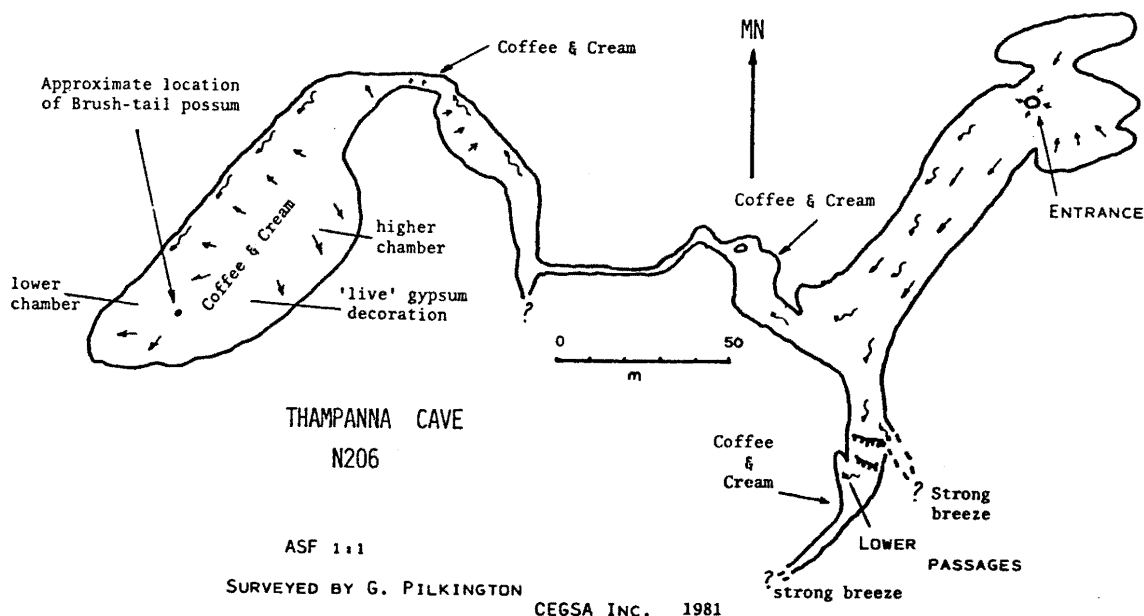 Coffee & Cream
MN
Approximate location
of Brush-tail possum
Coffee & Cream
ENTRANCE
higher
chamber
Coffee & Cream
lower
chamber
'live' gypsum
decoration
?
0 50
m
THAMPANNA CAVE
N206
Coffee
&
Cream
? Strong
breeze
LOWER
PASSAGES
ASF 1:1
? strong breeze
SURVEYED BY G. PILKINGTON
CEGSA INC. 1981